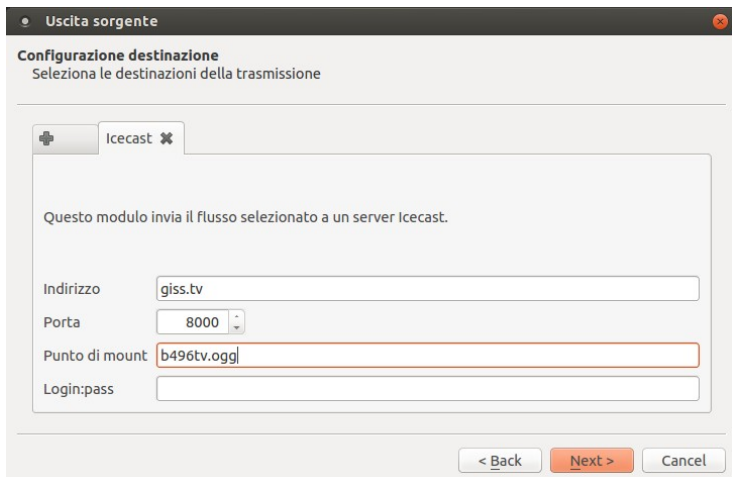 Uscita sorgente
Configurazione destinazione
Seleziona le destinazioni della trasmissione
Icecast
Questo modulo invia il flusso selezionato a un server Icecast.
Indirizzo giss.tv
Porta 8000
Punto di mount b496tv.ogg
Login:pass
< Back Next > Cancel